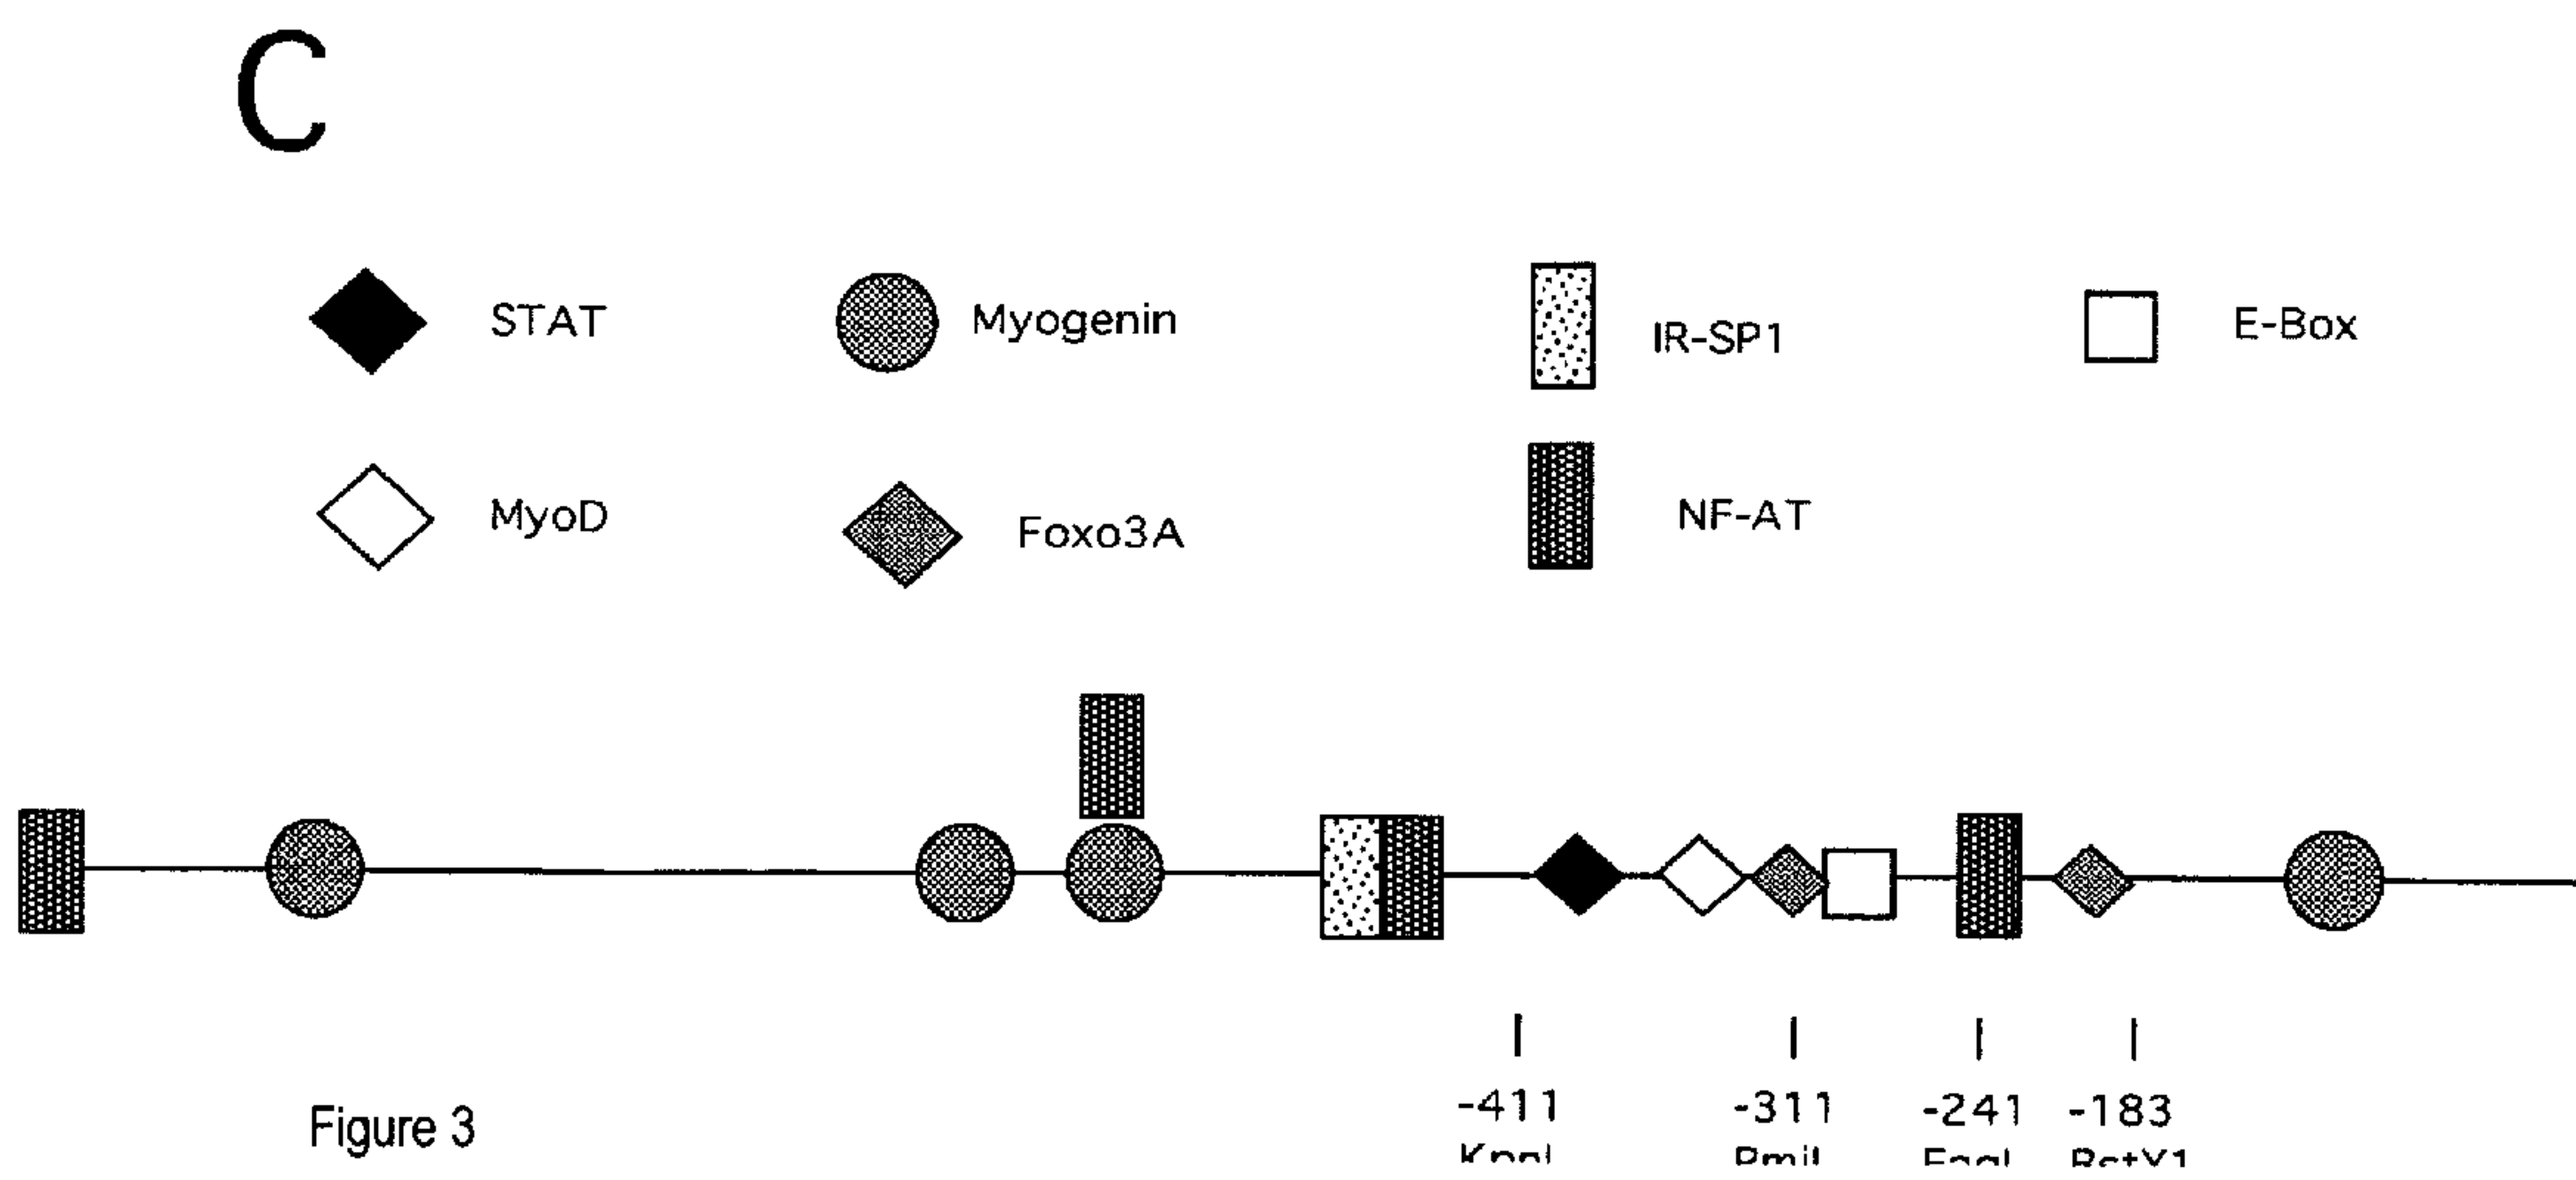 C
STAT
Myogenin
IR-SP1
E-Box
MyoD
Foxo3A
NF-AT
-411
-311
-241
-183
Figure 3